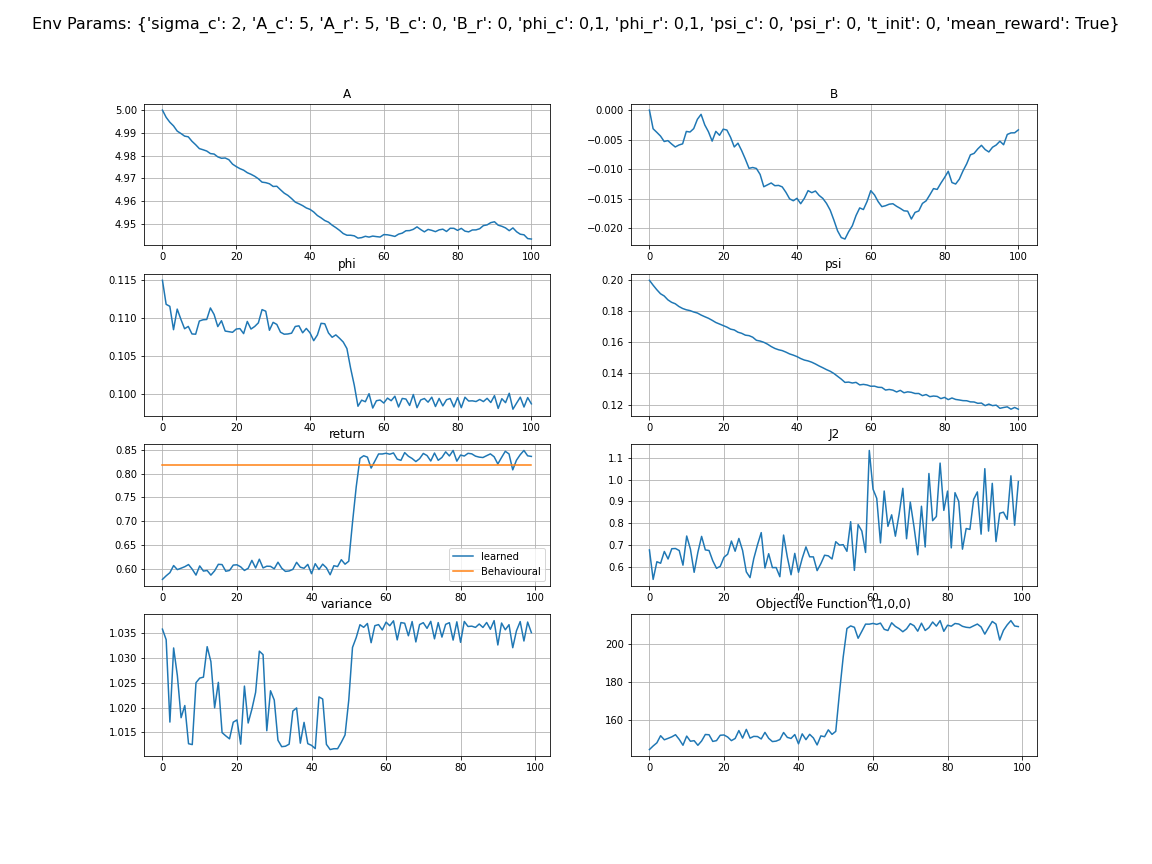 Env Params: {'sigma_c': 2, 'A_c': 5, 'A_r': 5, 'B_c': 0, 'B_r': 0, 'phi_c': 0,1, 'phi_r': 0,1, 'psi_c': 0, 'psi_r': 0, 't_init': 0, 'mean_reward': True}
A
5.00
4.99
4.98
4.97
4.96
4.95
0 20 40 60 80 100
B
0.000
−0.005
−0.010
−0.015
−0.020
0 20 40 60 80 100
phi
0.115
0.110
0.105
0.100
0 20 40 60 80 100
psi
0.20
0.18
0.16
0.14
0.12
0 20 40 60 80 100
return
0.85
0.80
0.75
0.70
0.65
0.60
learned
Behavioural
0 20 40 60 80 100
J2
1.1
1.0
0.9
0.8
0.7
0.6
0 20 40 60 80 100
variance
1.035
1.030
1.025
1.020
1.015
0 20 40 60 80 100
Objective Function (1,0,0)
200
180
160
0 20 40 60 80 100